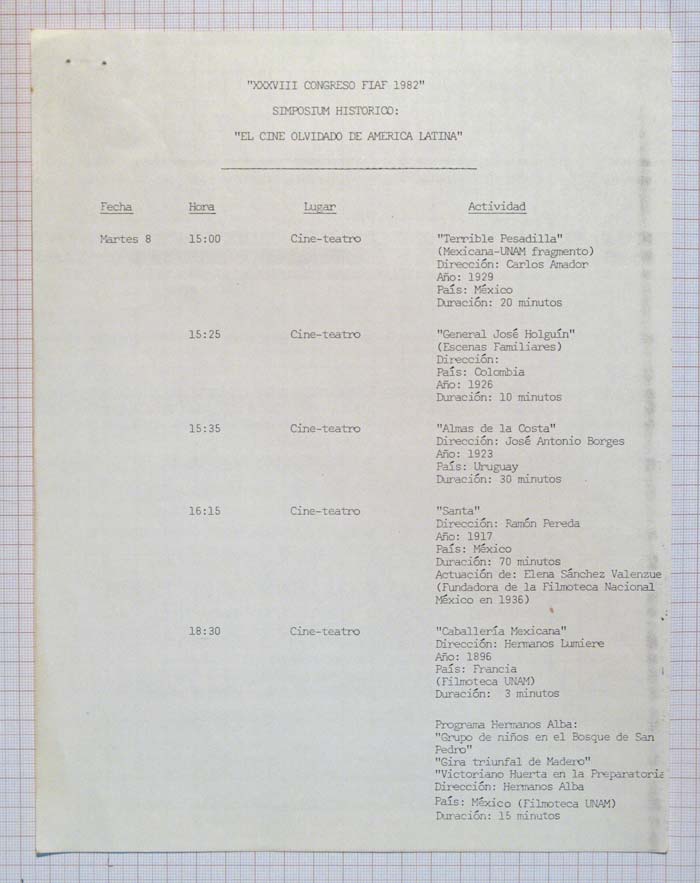 "XXXVIII CONGRESO FIAF 1982"
SIMPOSIUM HISTORICO:
"EL CINE OLVIDADO DE AMERICA LATINA"
Fecha Hora Lugar Actividad
Martes 8 15:00 Cine-teatro "Terrible Pesadilla"
(Mexicana-UNAM fragmento)
Dirección: Carlos Amador
Año: 1929
País: México
Duración: 20 minutos
15:25 Cine-teatro "General José Holguín"
(Escenas Familiares)
Dirección:
País: Colombia
Año: 1926
Duración: 10 minutos
15:35 Cine-teatro "Almas de la Costa"
Dirección: José Antonio Borges
Año: 1923
País: Uruguay
Duración: 30 minutos
16:15 Cine-teatro "Santa"
Dirección: Ramón Pereda
Año: 1917
País: México
Duración: 70 minutos
Actuación de: Elena Sánchez Valenzue
(Fundadora de la Filmoteca Nacional
México en 1936)
18:30 Cine-teatro "Caballería Mexicana"
Dirección: Hermanos Lumiere
Año: 1896
País: Francia
(Filmoteca UNAM)
Duración: 3 minutos
Programa Hermanos Alba:
"Grupo de niños en el Bosque de San
Pedro"
"Gira triunfal de Madero"
"Victoriano Huerta en la Preparatoria
Dirección: Hermanos Alba
País: México (Filmoteca UNAM)
Duración: 15 minutos